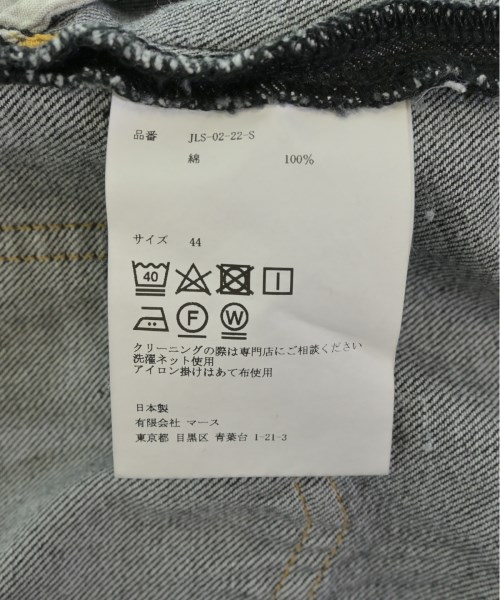 品番 JLS-02-22-S
綿 100%
サイズ 44
40
F W
クリーニングの際は専門店にご相談ください
洗濯ネット使用
アイロン掛けはあて布使用
日本製
有限会社 マース
東京都 目黒区 青葉台 1-21-3